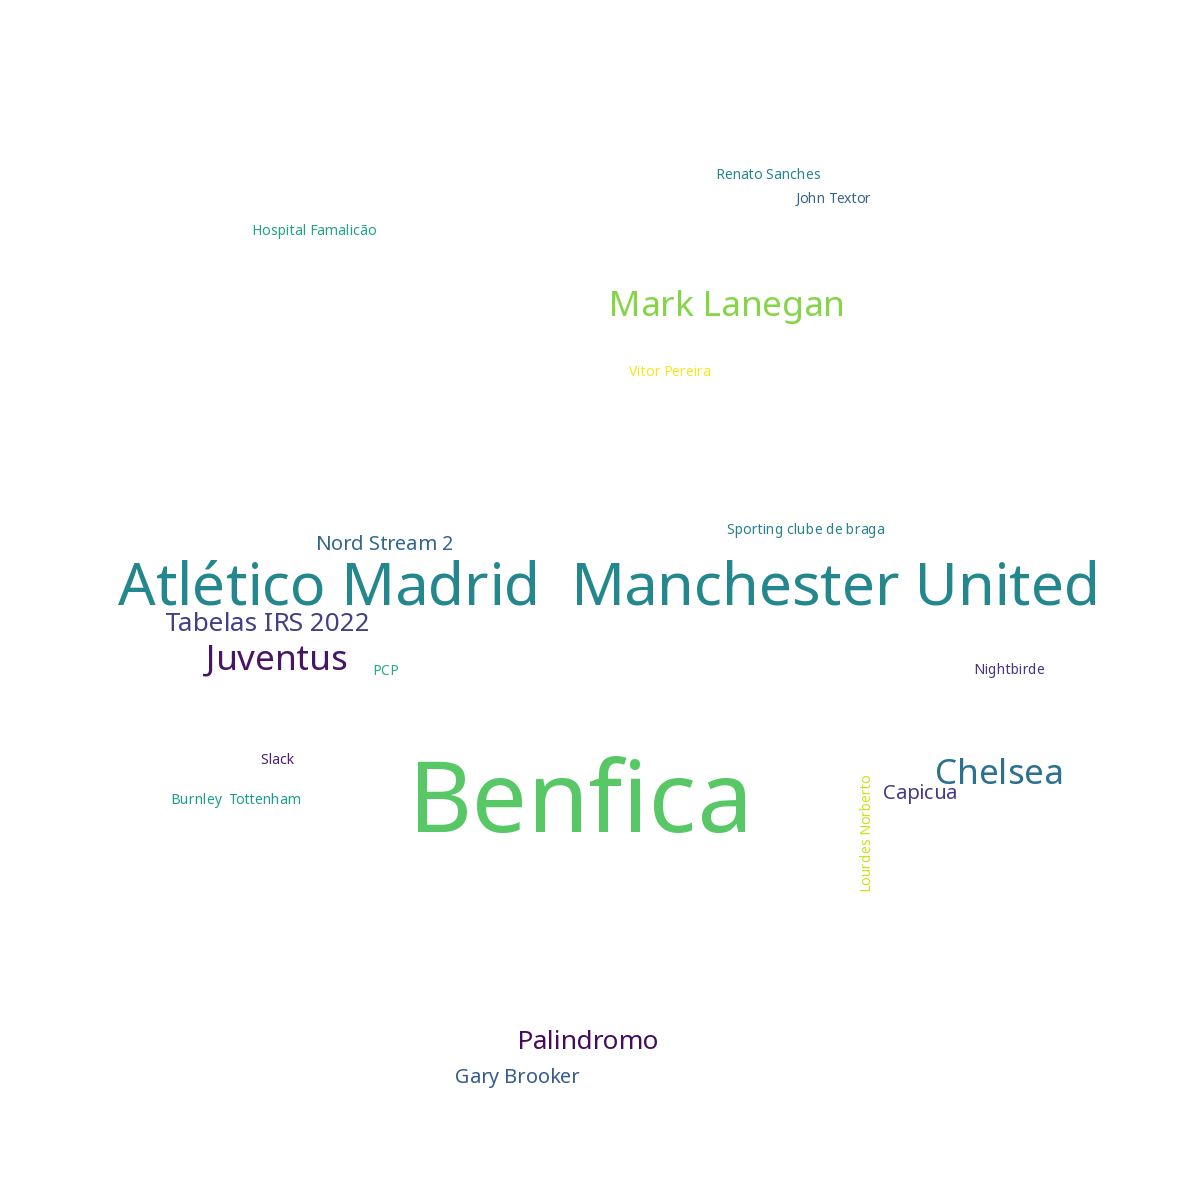 Renato Sanches
John Textor
Hospital Famalicão
Mark Lanegan
Vítor Pereira
Sporting clube de braga
Nord Stream 2
Atlético Madrid
Manchester United
Tabelas IRS 2022
Juventus
PCP
Nightbirde
Slack
Benfica
Chelsea
Capicua
Burnley Tottenham
Lourdes Norberto
Palindromo
Gary Brooker